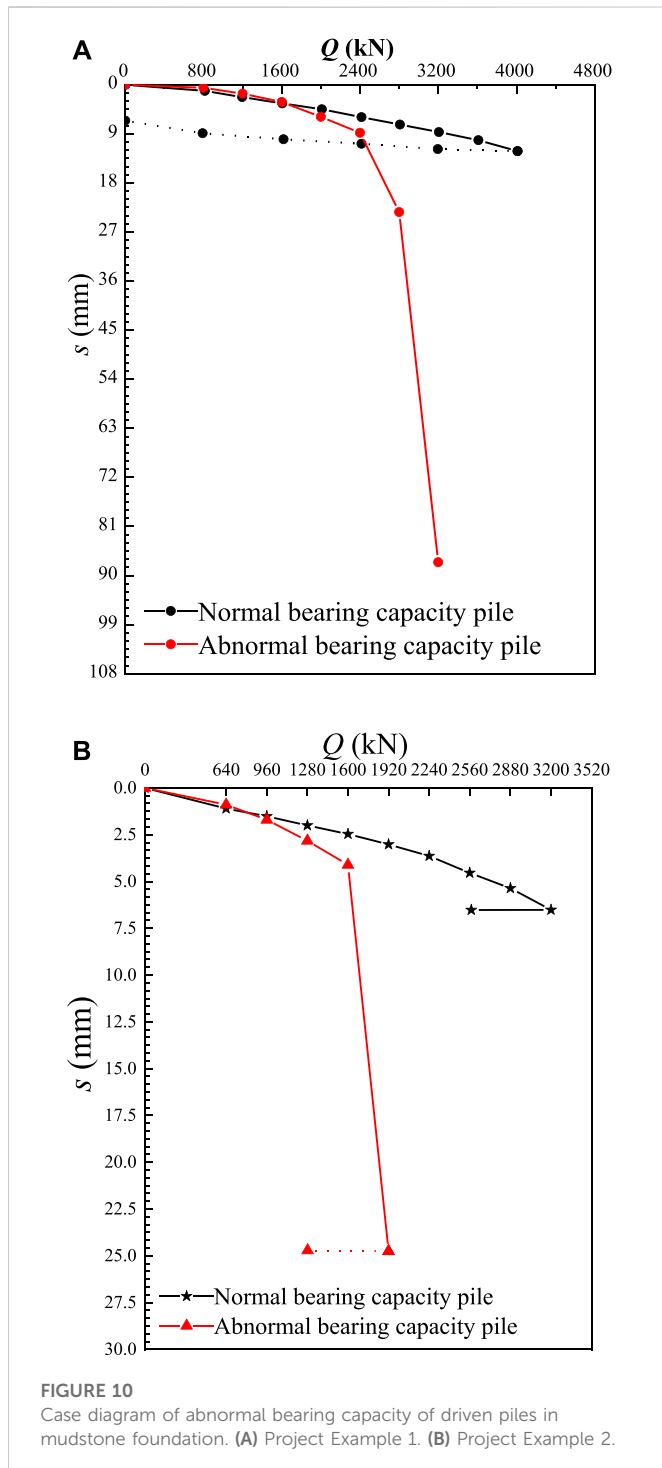 A
Q (kN)
0 800 1600 2400 3200 4000 4800
0
9
18
27
36
45
54
63
72
81
90
99
108
s (mm)
Normal bearing capacity pile
Abnormal bearing capacity pile
B
Q (kN)
0 640 960 1280 1600 1920 2240 2560 2880 3200 3520
0.0
2.5
5.0
7.5
10.0
12.5
15.0
17.5
20.0
22.5
25.0
27.5
30.0
s (mm)
Normal bearing capacity pile
Abnormal bearing capacity pile
FIGURE 10
Case diagram of abnormal bearing capacity of driven piles in
mudstone foundation. (A) Project Example 1. (B) Project Example 2.